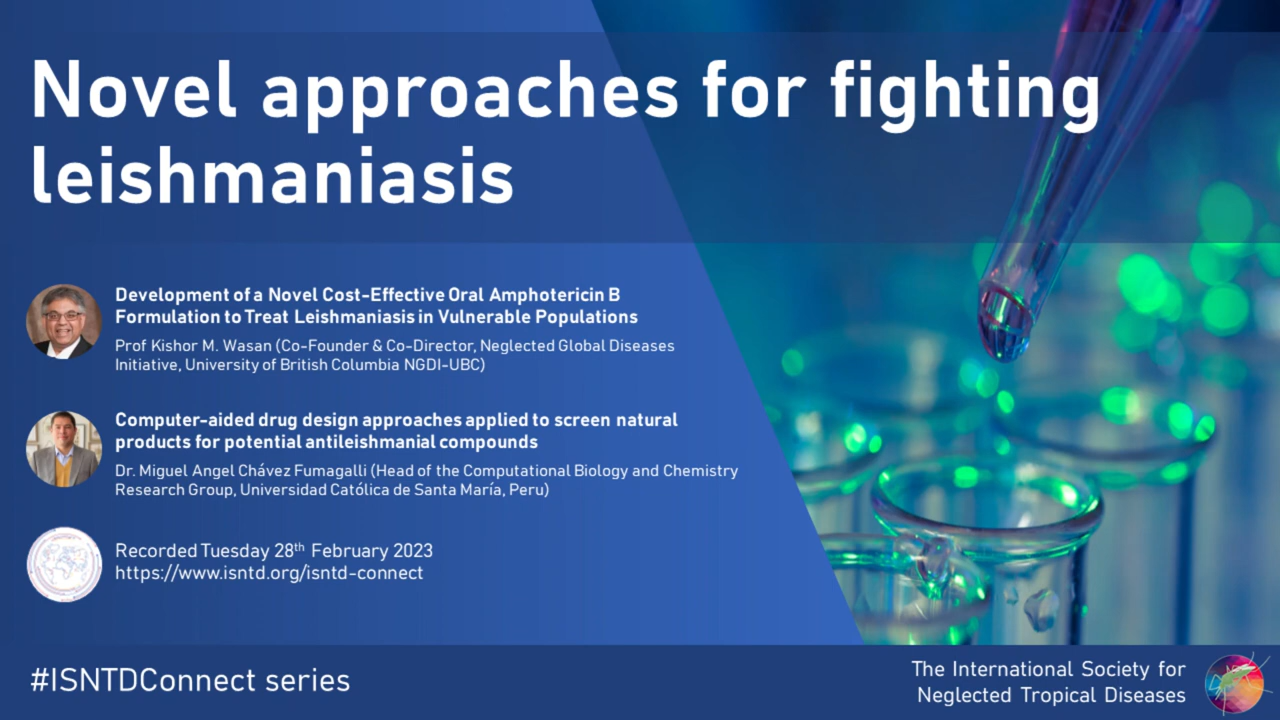 Novel approaches for fighting
leishmaniasis
Development of a Novel Cost-Effective Oral Amphotericin B
Formulation to Treat Leishmaniasis in Vulnerable Populations
Prof Kishor M. Wasan (Co-Founder & Co-Director, Neglected Global Diseases
Initiative, University of British Columbia NGDI-UBC)
Computer-aided drug design approaches applied to screen natural
products for potential antileishmanial compounds
Dr. Miguel Angel Chávez Fumagalli (Head of the Computational Biology and Chemistry
Research Group, Universidad Católica de Santa María, Peru)
Recorded Tuesday 28th February 2023
https://www.isntd.org/isntd-connect
#ISNTDConnect series
The International Society for
Neglected Tropical Diseases